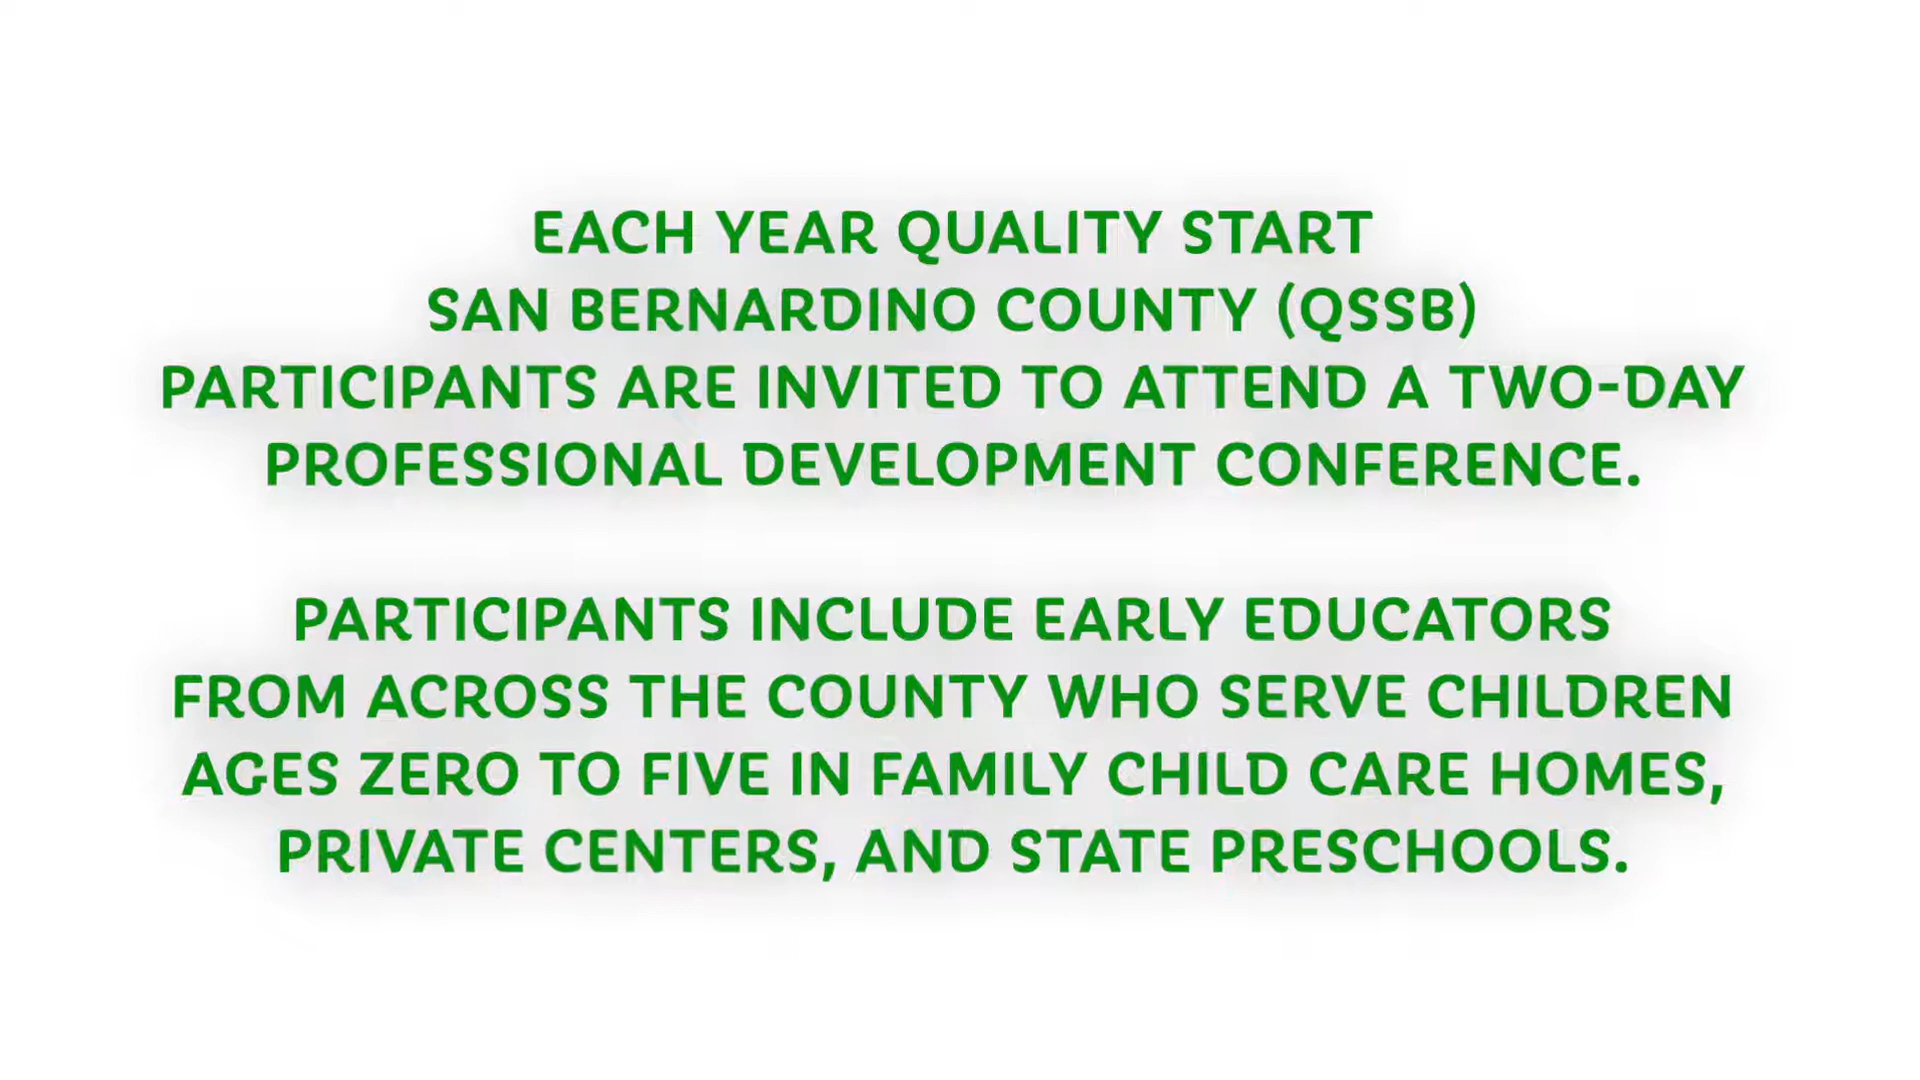 EACH YEAR QUALITY START
SAN BERNARDINO COUNTY (QSSB)
PARTICIPANTS ARE INVITED TO ATTEND A TWO-DAY
PROFESSIONAL DEVELOPMENT CONFERENCE.
PARTICIPANTS INCLUDE EARLY EDUCATORS
FROM ACROSS THE COUNTY WHO SERVE CHILDREN
AGES ZERO TO FIVE IN FAMILY CHILD CARE HOMES,
PRIVATE CENTERS, AND STATE PRESCHOOLS.